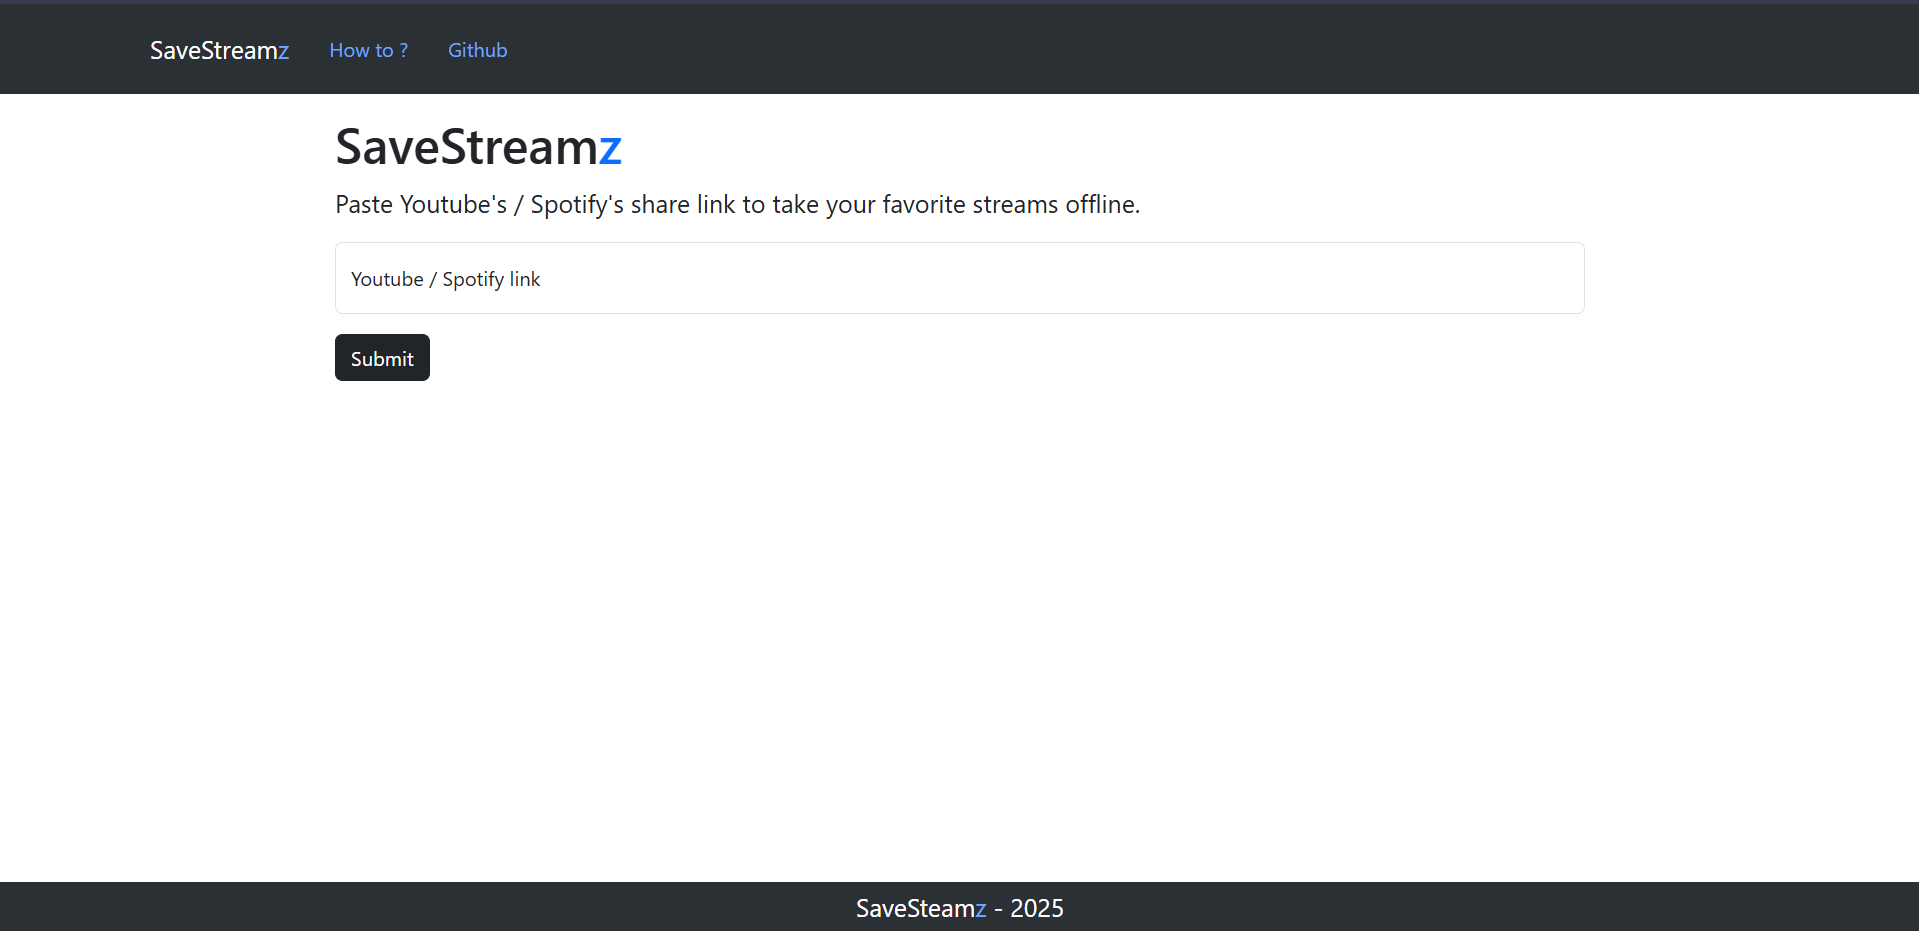 SaveStreamz How to ? Github
SaveStreamz
Paste Youtube's / Spotify's share link to take your favorite streams offline.
Youtube / Spotify link
Submit
SaveSteamz - 2025